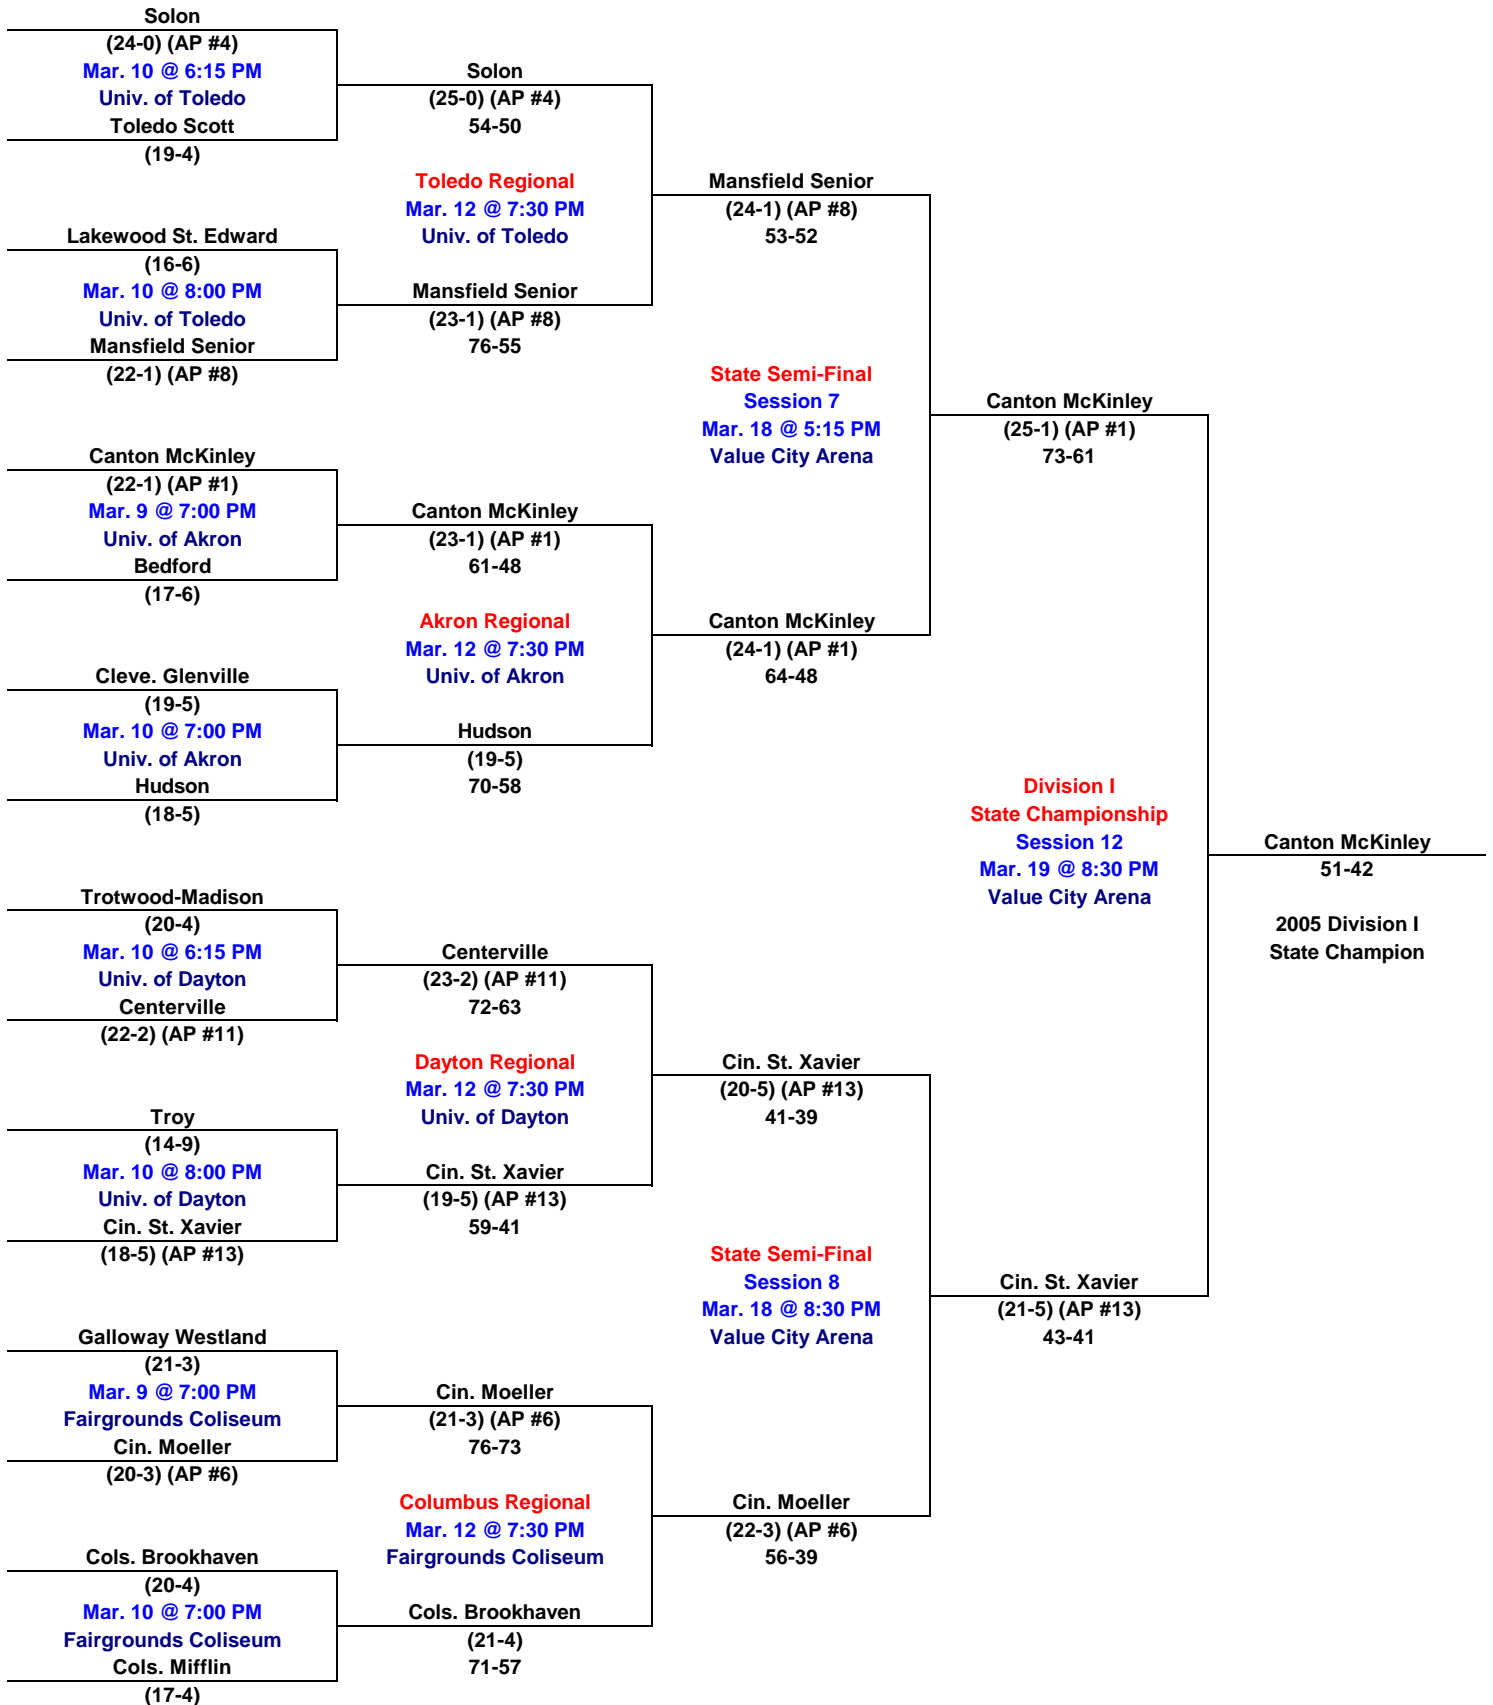 Solon
(24-0) (AP #4)
Mar. 10 @ 6:15 PM
Univ. of Toledo
Toledo Scott
(19-4)
Lakewood St. Edward
(16-6)
Mar. 10 @ 8:00 PM
Univ. of Toledo
Mansfield Senior
(22-1) (AP #8)
Canton McKinley
(22-1) (AP #1)
Mar. 9 @ 7:00 PM
Univ. of Akron
Bedford
(17-6)
Cleve. Glenville
(19-5)
Mar. 10 @ 7:00 PM
Univ. of Akron
Hudson
(18-5)
Trotwood-Madison
(20-4)
Mar. 10 @ 6:15 PM
Univ. of Dayton
Centerville
(22-2) (AP #11)
Troy
(14-9)
Mar. 10 @ 8:00 PM
Univ. of Dayton
Cin. St. Xavier
(18-5) (AP #13)
Galloway Westland
(21-3)
Mar. 9 @ 7:00 PM
Fairgrounds Coliseum
Cin. Moeller
(20-3) (AP #6)
Cols. Brookhaven
(20-4)
Mar. 10 @ 7:00 PM
Fairgrounds Coliseum
Cols. Mifflin
(17-4)
Solon
(25-0) (AP #4)
54-50
Toledo Regional
Mar. 12 @ 7:30 PM
Univ. of Toledo
Mansfield Senior
(23-1) (AP #8)
76-55
Canton McKinley
(23-1) (AP #1)
61-48
Akron Regional
Mar. 12 @ 7:30 PM
Univ. of Akron
Hudson
(19-5)
70-58
Centerville
(23-2) (AP #11)
72-63
Dayton Regional
Mar. 12 @ 7:30 PM
Univ. of Dayton
Cin. St. Xavier
(19-5) (AP #13)
59-41
Cin. Moeller
(21-3) (AP #6)
76-73
Columbus Regional
Mar. 12 @ 7:30 PM
Fairgrounds Coliseum
Cols. Brookhaven
(21-4)
71-57
Mansfield Senior
(24-1) (AP #8)
53-52
State Semi-Final
Session 7
Mar. 18 @ 5:15 PM
Value City Arena
Canton McKinley
(24-1) (AP #1)
64-48
Cin. St. Xavier
(20-5) (AP #13)
41-39
State Semi-Final
Session 8
Mar. 18 @ 8:30 PM
Value City Arena
Cin. Moeller
(22-3) (AP #6)
56-39
Canton McKinley
(25-1) (AP #1)
73-61
Division I
State Championship
Session 12
Mar. 19 @ 8:30 PM
Value City Arena
Cin. St. Xavier
(21-5) (AP #13)
43-41
Canton McKinley
51-42
2005 Division I
State Champion